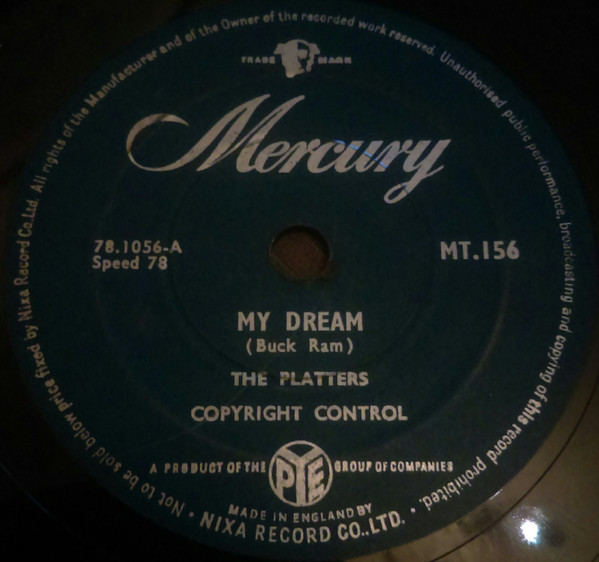 Not to be sold below price fixed by Nixa Record Co.Ltd. All rights of the Manufacturer and of the Owner of the recorded work reserved. Unauthorised public performance, broadcasting and copying of this record prohibited.
TRADE MARK
Mercury
78.1056-A
Speed 78
MT.156
MY DREAM
(Buck Ram)
THE PLATTERS
COPYRIGHT CONTROL
A PRODUCT OF THE PYE GROUP OF COMPANIES
MADE IN ENGLAND BY
• NIXA RECORD CO., LTD. •